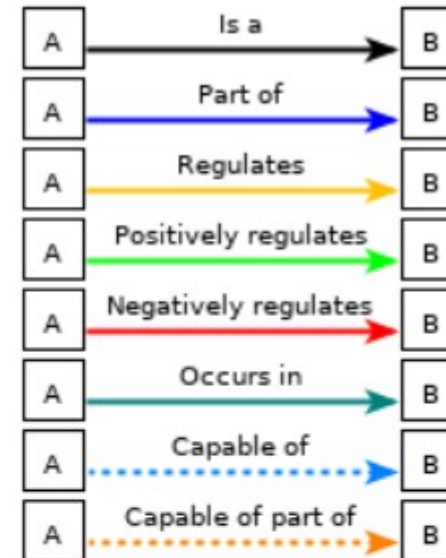 Is a
A B
Part of
A B
Regulates
A B
Positively regulates
A B
Negatively regulates
A B
Occurs in
A B
Capable of
A B
Capable of part of
A B